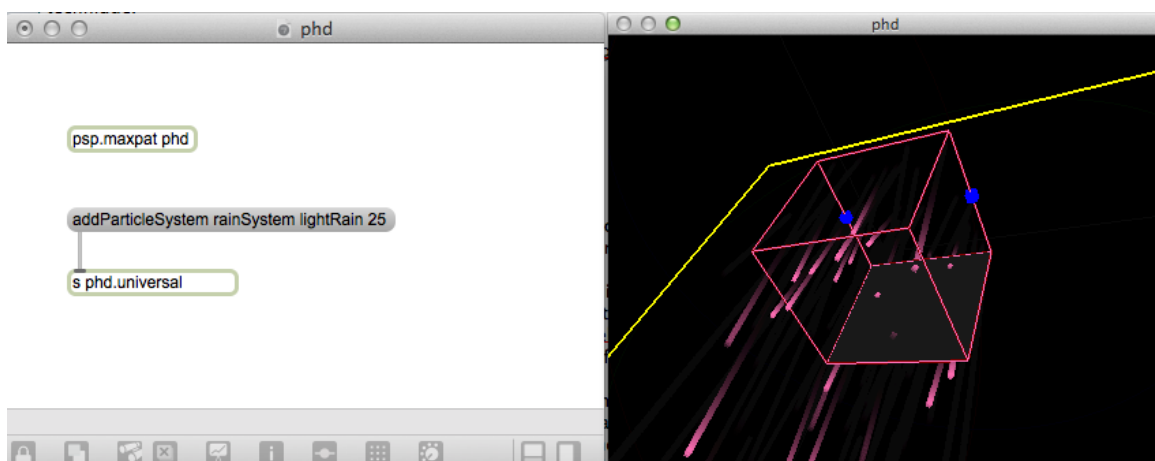 phd
psp.maxpat phd
addParticleSystem rainSystem lightRain 25
s phd.universal
phd